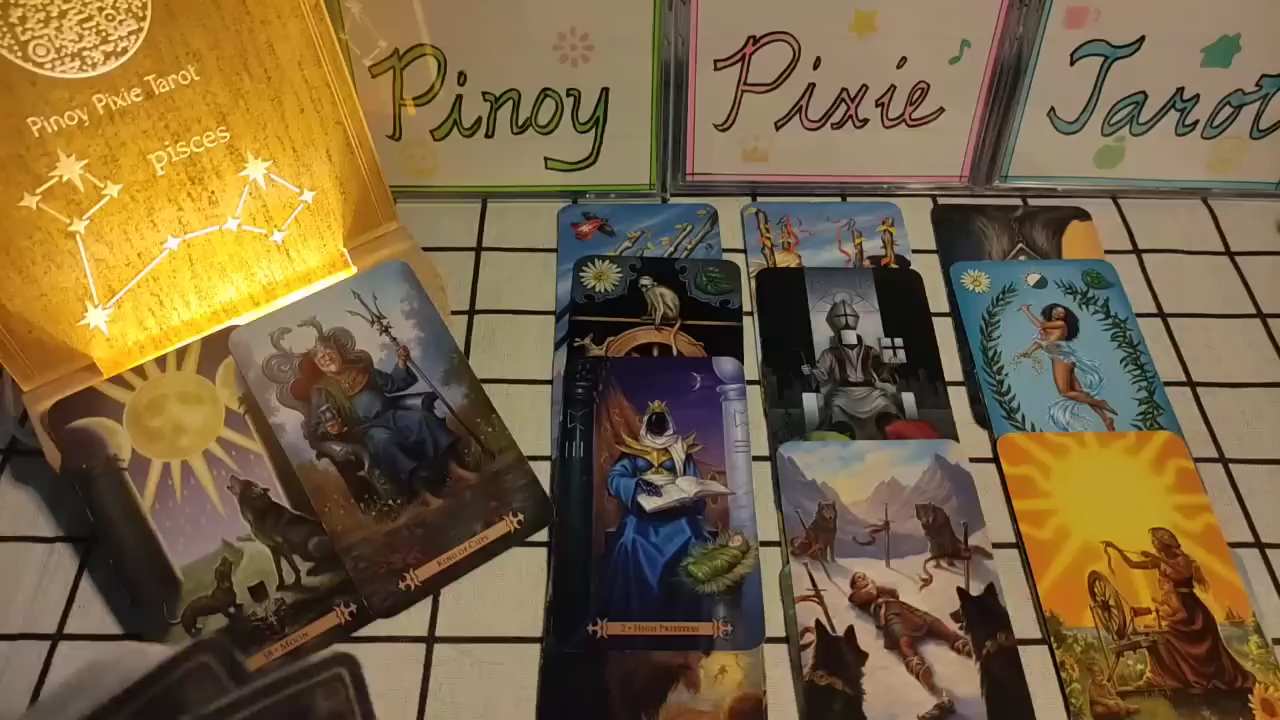 Pinoy Pixie Tarot
pisces
Pinoy
Pixie
Tarot
KING OF CUPS
18 • MOON
2 • HIGH PRIESTESS